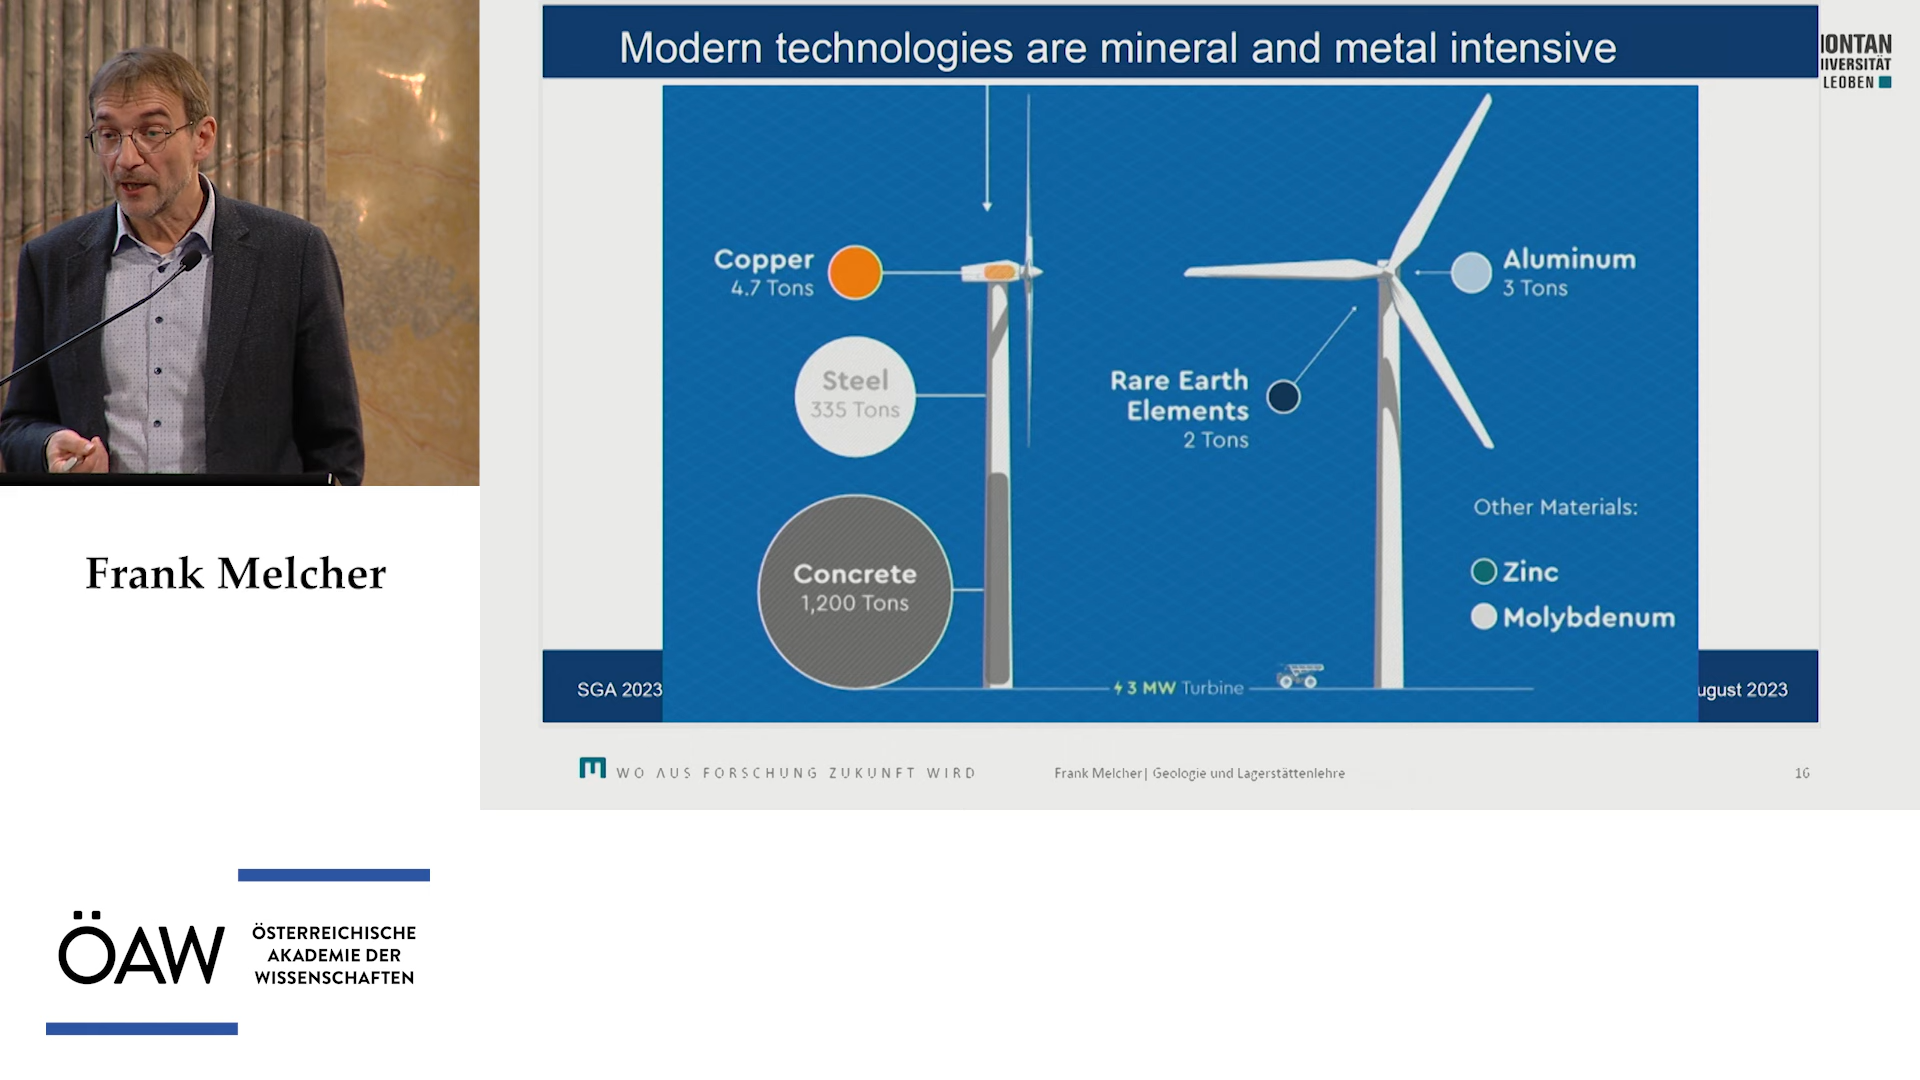 Modern technologies are mineral and metal intensive
IONTAN
IIVERSITÄT
LEOBEN
Copper
4.7 Tons
Steel
335 Tons
Concrete
1,200 Tons
Aluminum
3 Tons
Rare Earth
Elements
2 Tons
Other Materials:
Zinc
Molybdenum
3 MW Turbine
SGA 2023
ugust 2023
WO AUS FORSCHUNG ZUKUNFT WIRD
Frank Melcher| Geologie und Lagerstättenlehre
16
Frank Melcher
ÖAW
ÖSTERREICHISCHE
AKADEMIE DER
WISSENSCHAFTEN